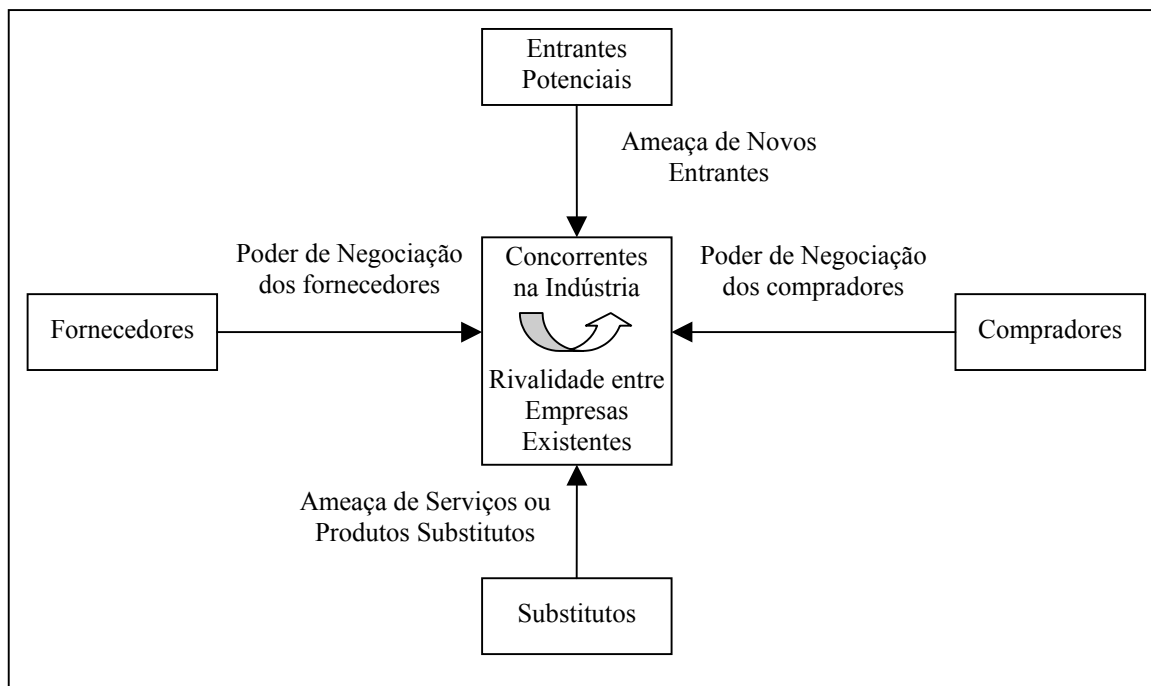 Entrantes
Potenciais
Ameaça de Novos
Entrantes
Poder de Negociação
dos fornecedores
Concorrentes
na Indústria
Poder de Negociação
dos compradores
Fornecedores
Compradores
Rivalidade entre
Empresas
Existentes
Ameaça de Serviços ou
Produtos Substitutos
Substitutos